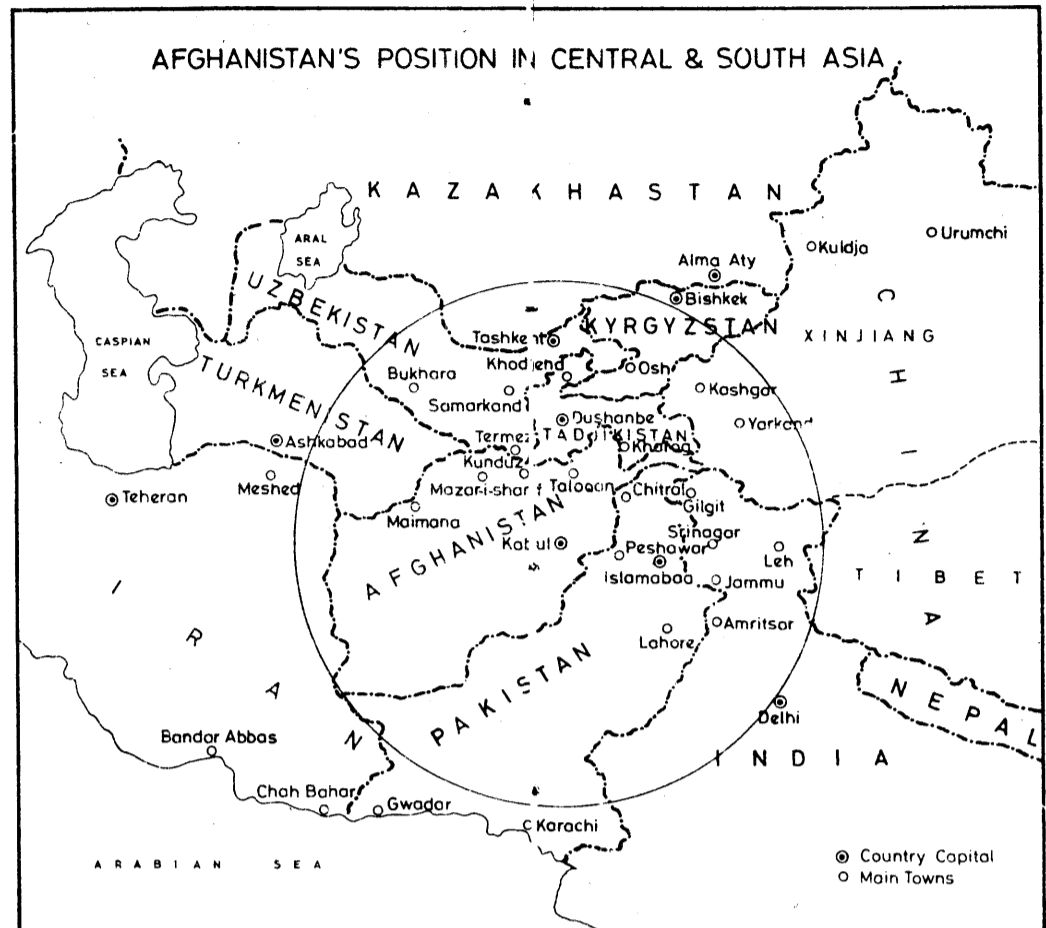 AFGHANISTAN'S POSITION IN CENTRAL & SOUTH ASIA
KAZAKHASTAN
Urumchi
ARAL
SEA
Kuldja
Alma Aty
UZBEKISTAN
Bishkek
CHINA
KYRGYZSTAN
XINJIANG
Tashkent
CASPIAN
SEA
TURKMENISTAN
Khodjend
Osh
Bukhara
Kashgar
Samarkand
Dushanbe
Yarkand
Termez
TADJIKISTAN
Ashkabad
Khorog
Kunduz
Meshed
Mazar-i-sharif
Taloqan
Chitral
Teheran
Gilgit
Maimana
AFGHANISTAN
Srinagar
Kabul
Peshawar
Leh
Islamabad
Jammu
TIBET
IRAN
Amritsar
Lahore
PAKISTAN
NEPAL
Delhi
Bandar Abbas
INDIA
Chah Bahar
Gwadar
Karachi
ARABIAN SEA
Country Capital
Main Towns